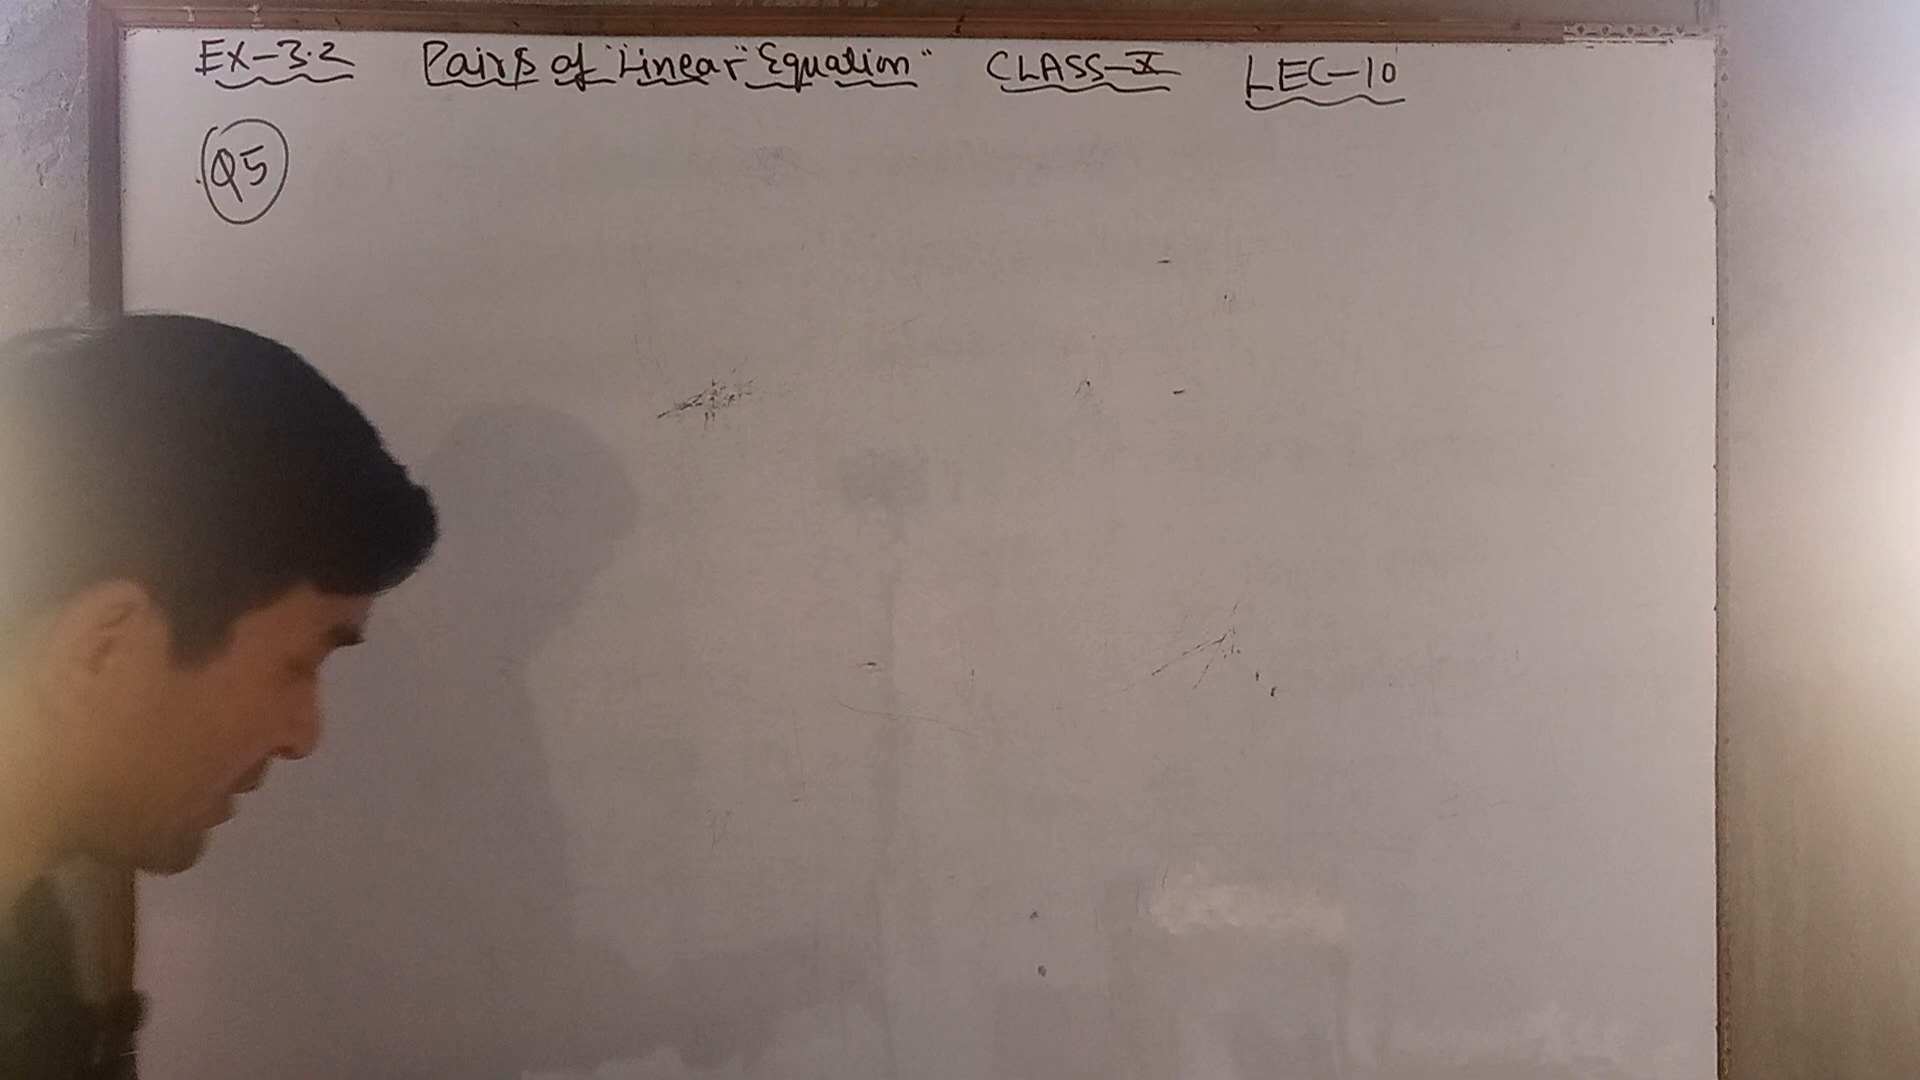 Ex-3.2 Pairs of "Linear" Equation" CLASS-X LEC-10
Q5